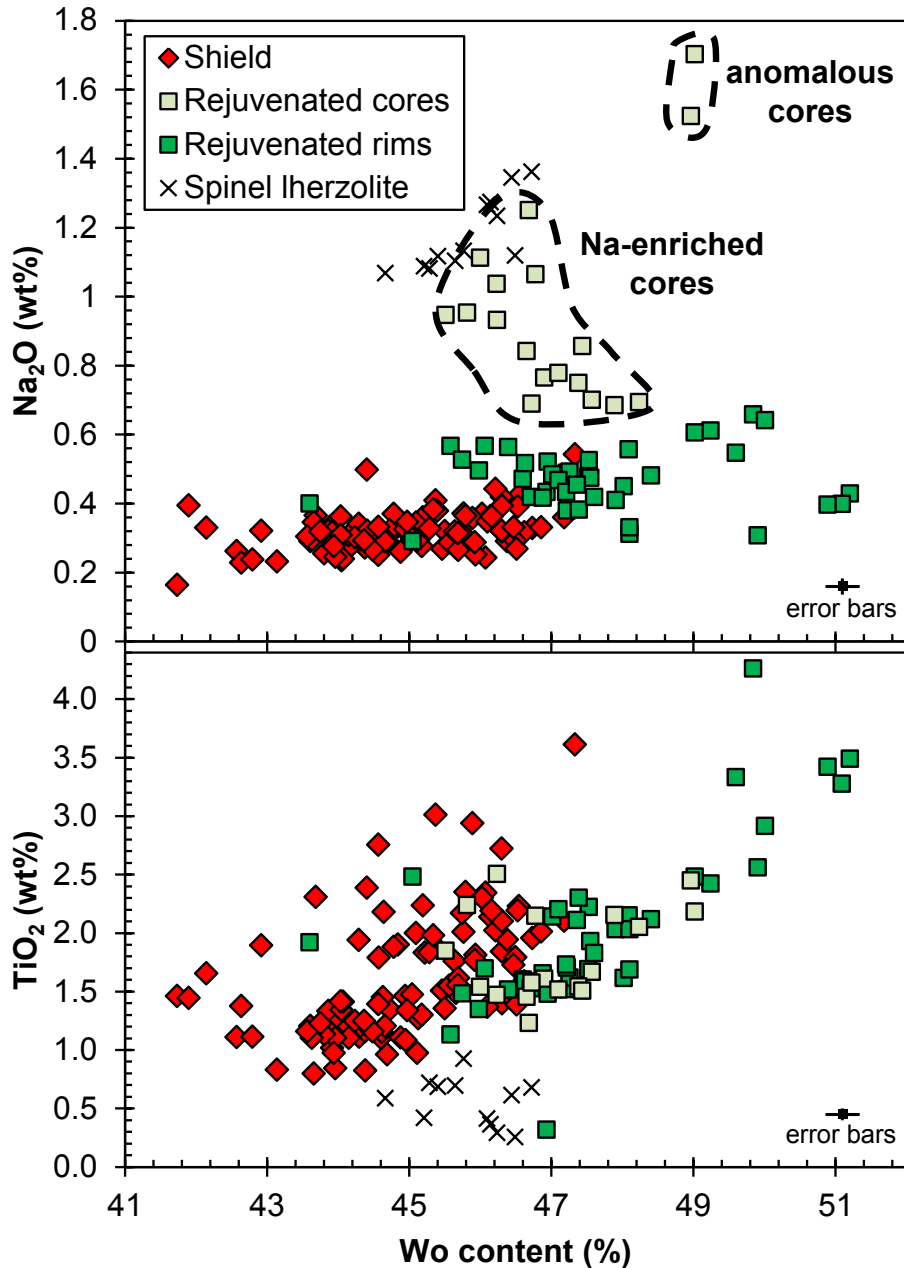 Shield
Rejuvenated cores
Rejuvenated rims
Spinel lherzolite
anomalous
cores
Na-enriched
cores
error bars
Na₂O (wt%)
1.8
1.6
1.4
1.2
1
0.8
0.6
0.4
0.2
0
TiO₂ (wt%)
4.0
3.5
3.0
2.5
2.0
1.5
1.0
0.5
0.0
error bars
41 43 45 47 49 51
Wo content (%)